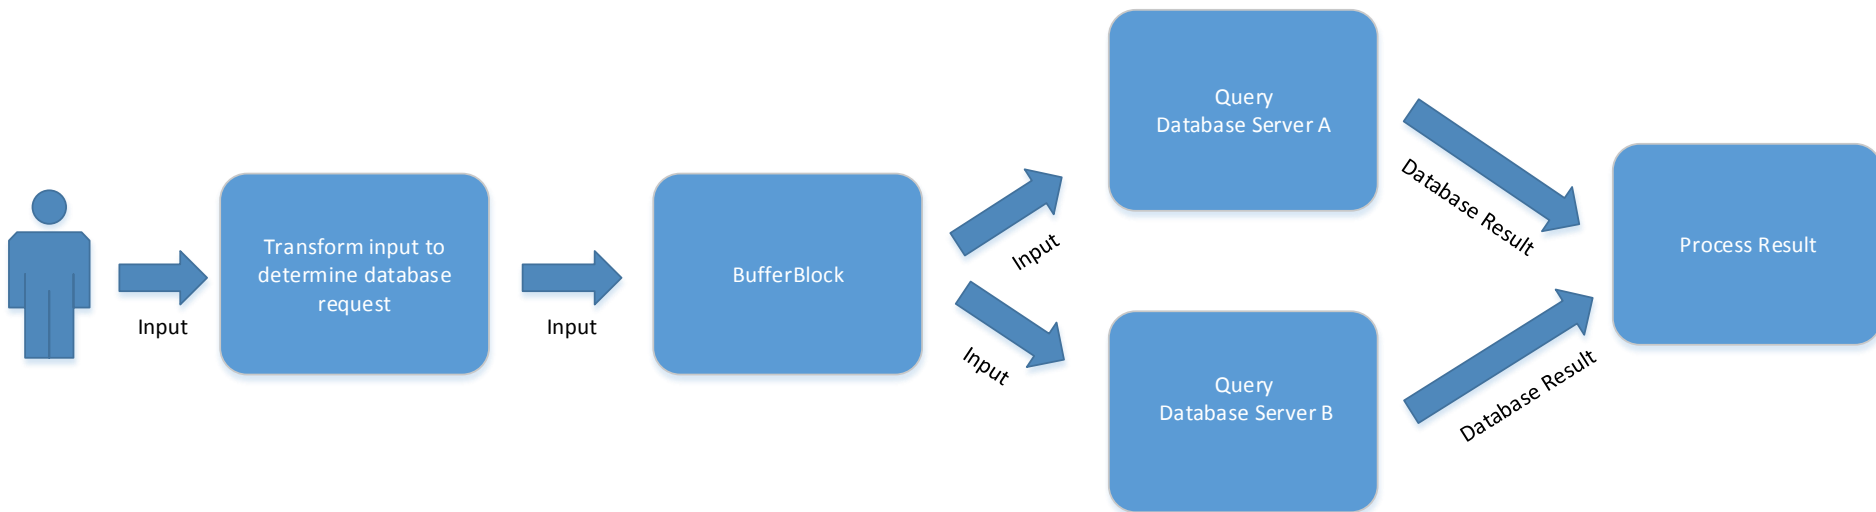 Input
Transform input to
determine database
request
Input
BufferBlock
Input
Input
Query
Database Server A
Query
Database Server B
Database Result
Database Result
Process Result